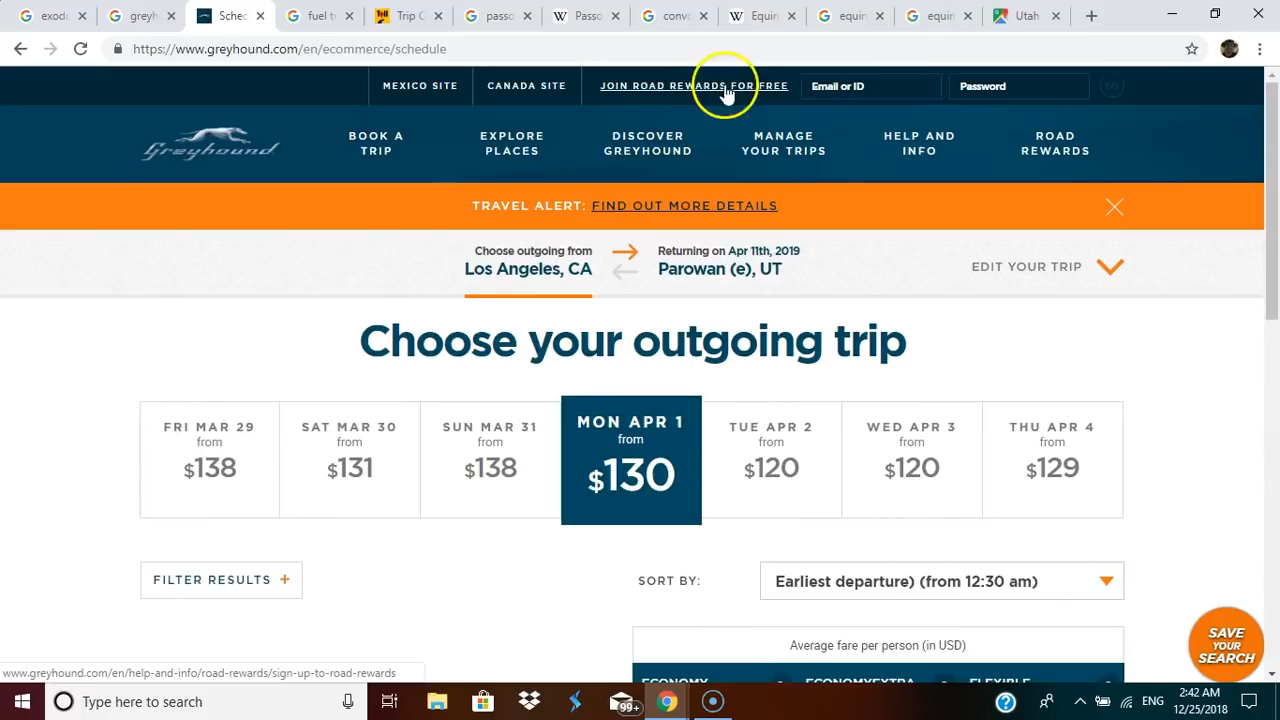 exodu
greyh
Sched
fuel to
Trip C
passo
Passo
convo
Equin
equin
equin
Utah
https://www.greyhound.com/en/ecommerce/schedule
MEXICO SITE
CANADA SITE
JOIN ROAD REWARDS FOR FREE
Email or ID
Password
GO
Greyhound
BOOK A
TRIP
EXPLORE
PLACES
DISCOVER
GREYHOUND
MANAGE
YOUR TRIPS
HELP AND
INFO
ROAD
REWARDS
TRAVEL ALERT: FIND OUT MORE DETAILS
Choose outgoing from
Los Angeles, CA
Returning on Apr 11th, 2019
Parowan (e), UT
EDIT YOUR TRIP
Choose your outgoing trip
FRI MAR 29
from
$138
SAT MAR 30
from
$131
SUN MAR 31
from
$138
MON APR 1
from
$130
TUE APR 2
from
$120
WED APR 3
from
$120
THU APR 4
from
$129
FILTER RESULTS +
SORT BY:
Earliest departure) (from 12:30 am)
SAVE
YOUR
SEARCH
Average fare per person (in USD)
ECONOMY
ECONOMYEXTRA
FLEXIBLE
www.greyhound.com/en/help-and-info/road-rewards/sign-up-to-road-rewards
Type here to search
99+
ENG
2:42 AM
12/25/2018